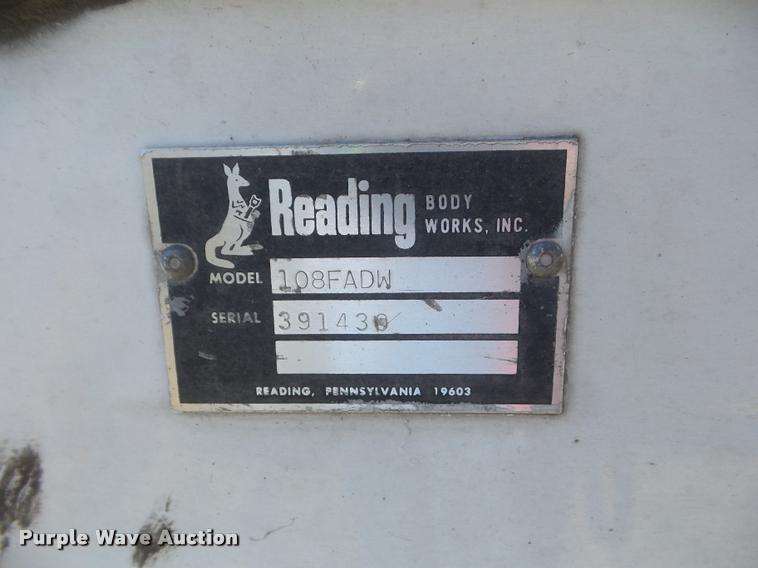 Reading BODY WORKS, INC.
MODEL 108FADW
SERIAL
READING, PENNSYLVANIA 19603
Purple Wave Auction